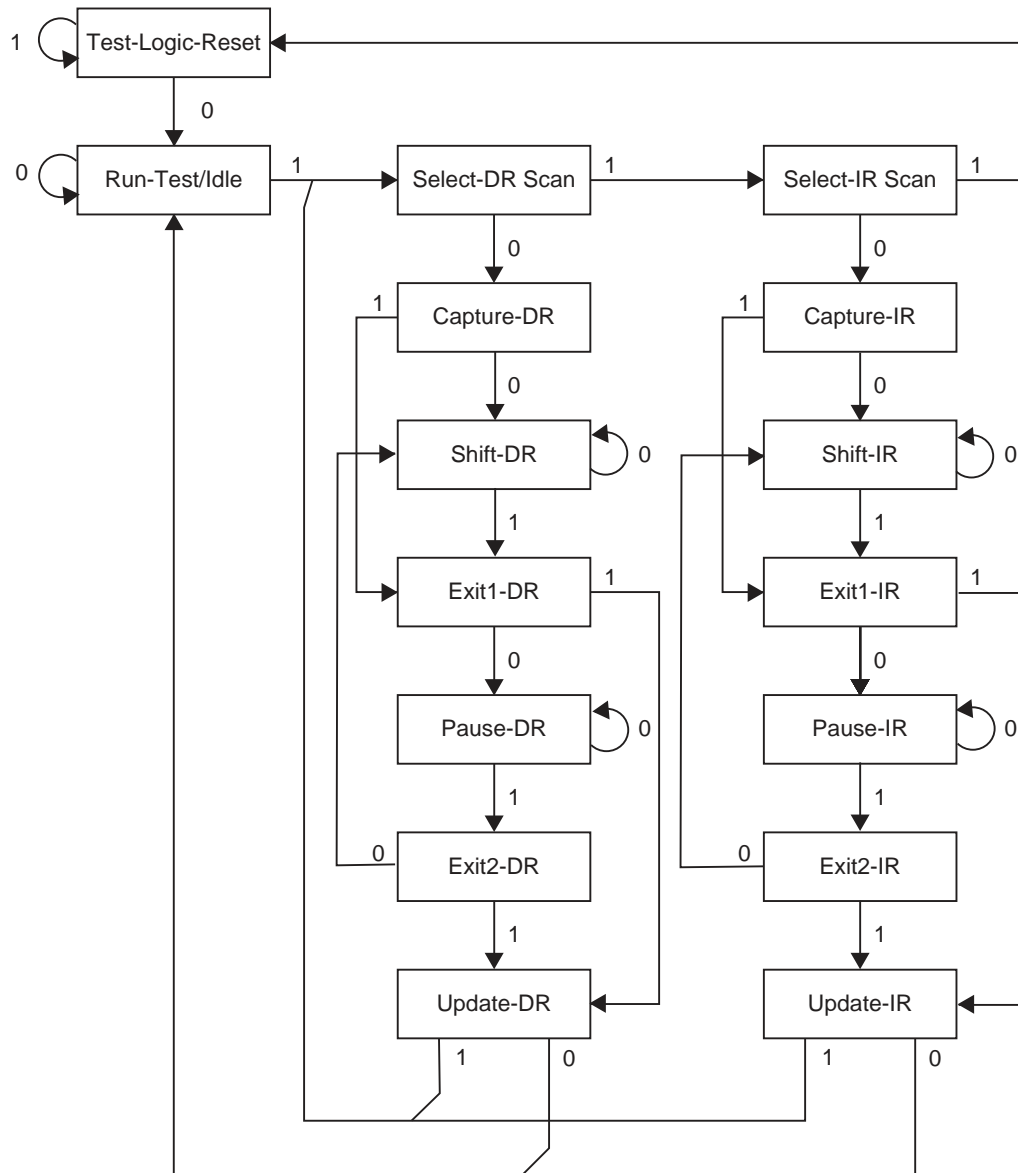 1
Test-Logic-Reset
0
0
Run-Test/Idle
1
Select-DR Scan
1
Select-IR Scan
1
0
0
1
Capture-DR
1
Capture-IR
0
0
Shift-DR
0
Shift-IR
0
1
1
Exit1-DR
1
Exit1-IR
1
0
0
Pause-DR
0
Pause-IR
0
1
1
0
Exit2-DR
0
Exit2-IR
1
1
Update-DR
Update-IR
1
0
1
0